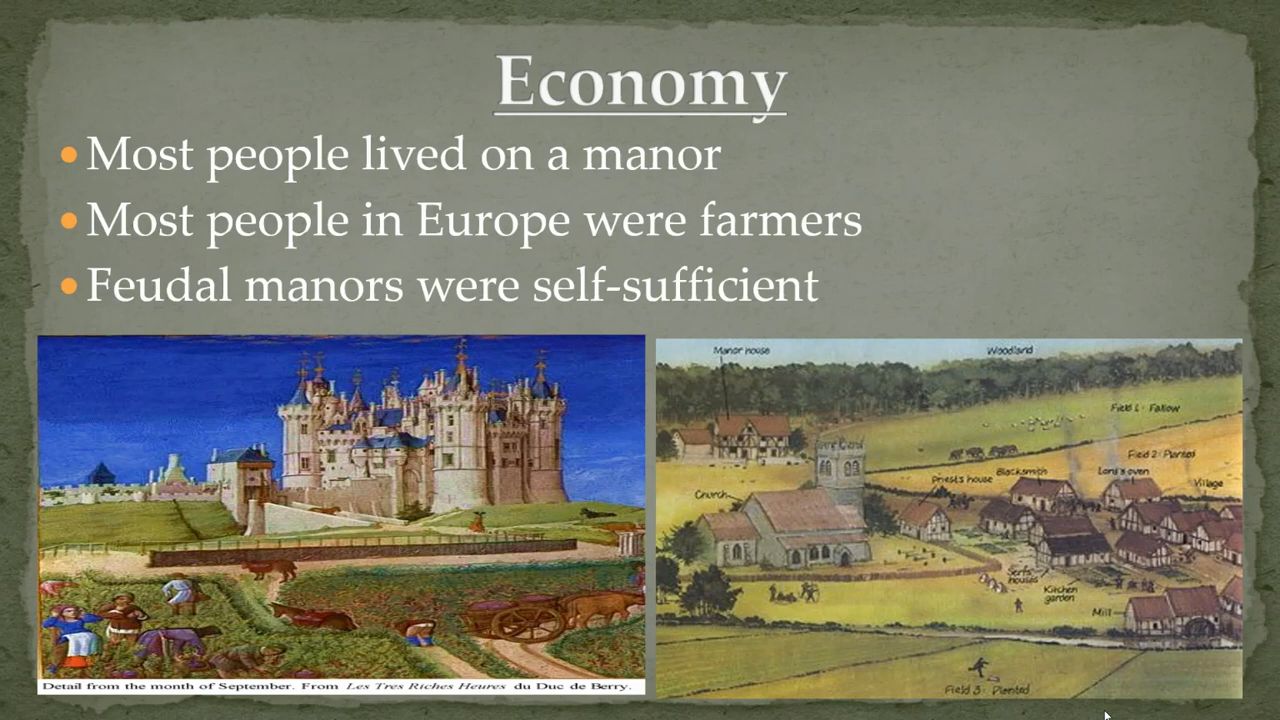 Economy
Most people lived on a manor
Most people in Europe were farmers
Feudal manors were self-sufficient
Detail from the month of September. From Les Tres Riches Heures du Duc de Berry.
Manor house
Woodland
Field 1: Fallow
Field 2: Planted
Blacksmith
Lord's oven
Priest's house
Village
Church
Serfs' houses
Kitchen garden
Mill
Field 3: Planted